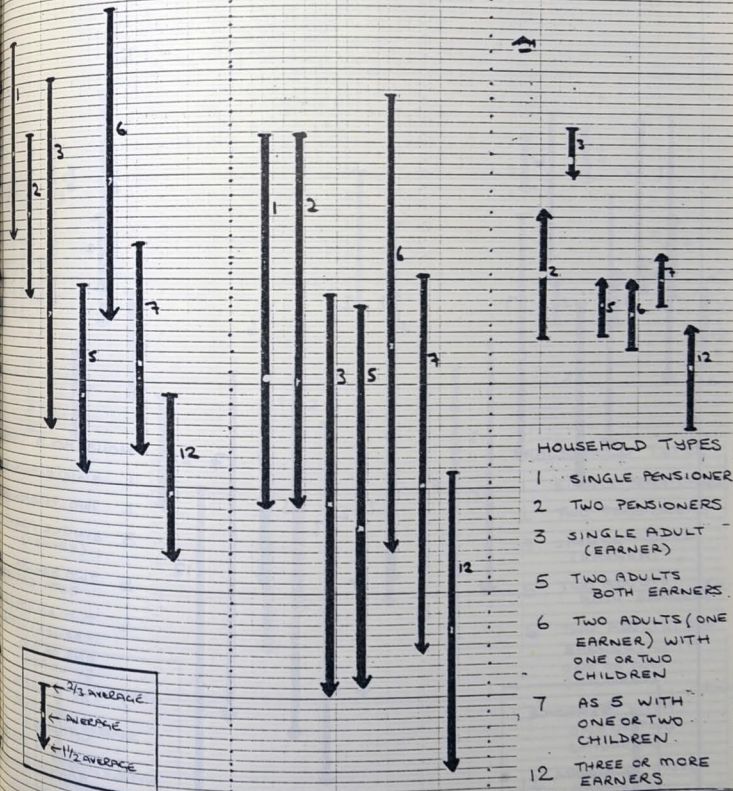 1
2
3
6
5
7
12
1
2
3
5
6
7
12
3
2
5
6
7
12
2/3 AVERAGE
AVERAGE
1 1/2 AVERAGE
HOUSEHOLD TYPES
1 SINGLE PENSIONER
2 TWO PENSIONERS
3 SINGLE ADULT
(EARNER)
5 TWO ADULTS
BOTH EARNERS.
6 TWO ADULTS (ONE
EARNER) WITH
ONE OR TWO
CHILDREN
7 AS 5 WITH
ONE OR TWO
CHILDREN.
12 THREE OR MORE
EARNERS